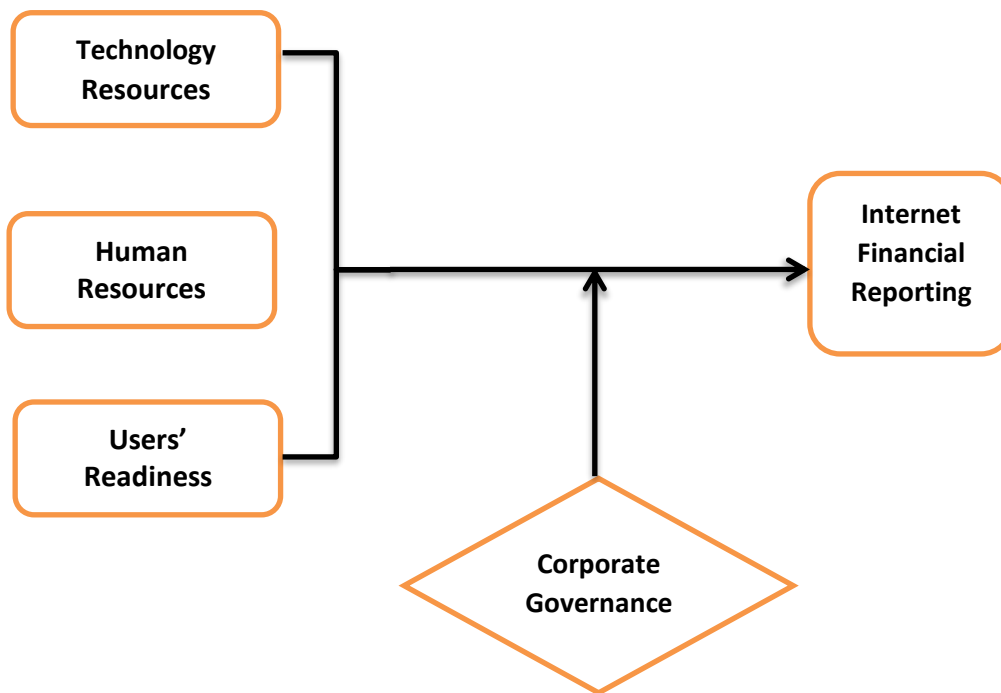 Technology
Resources
Human
Resources
Users’
Readiness
Internet
Financial
Reporting
Corporate
Governance